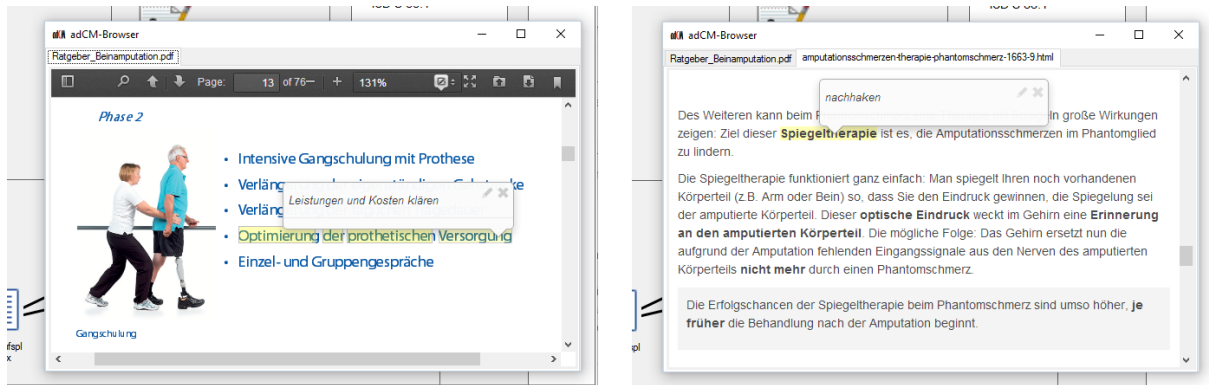 adCM-Browser
Ratgeber_Beinamputation.pdf
Page: 13 of 76 131%
Phase 2
• Intensive Gangschulung mit Prothese
• Verläng
• Verläng
Leistungen und Kosten klären
• Optimierung der prothetischen Versorgung
• Einzel- und Gruppengespräche
Gangschulung
adCM-Browser
Ratgeber_Beinamputation.pdf amputationsschmerzen-therapie-phantomschmerz-1663-9.html
nachhaken
Des Weiteren kann beim große Wirkungen
zeigen: Ziel dieser Spiegeltherapie ist es, die Amputationsschmerzen im Phantomglied
zu lindern.
Die Spiegeltherapie funktioniert ganz einfach: Man spiegelt Ihren noch vorhandenen
Körperteil (z.B. Arm oder Bein) so, dass Sie den Eindruck gewinnen, die Spiegelung sei
der amputierte Körperteil. Dieser optische Eindruck weckt im Gehirn eine Erinnerung
an den amputierten Körperteil. Die mögliche Folge: Das Gehirn ersetzt nun die
aufgrund der Amputation fehlenden Eingangssignale aus den Nerven des amputierten
Körperteils nicht mehr durch einen Phantomschmerz.
Die Erfolgschancen der Spiegeltherapie beim Phantomschmerz sind umso höher, je
früher die Behandlung nach der Amputation beginnt.